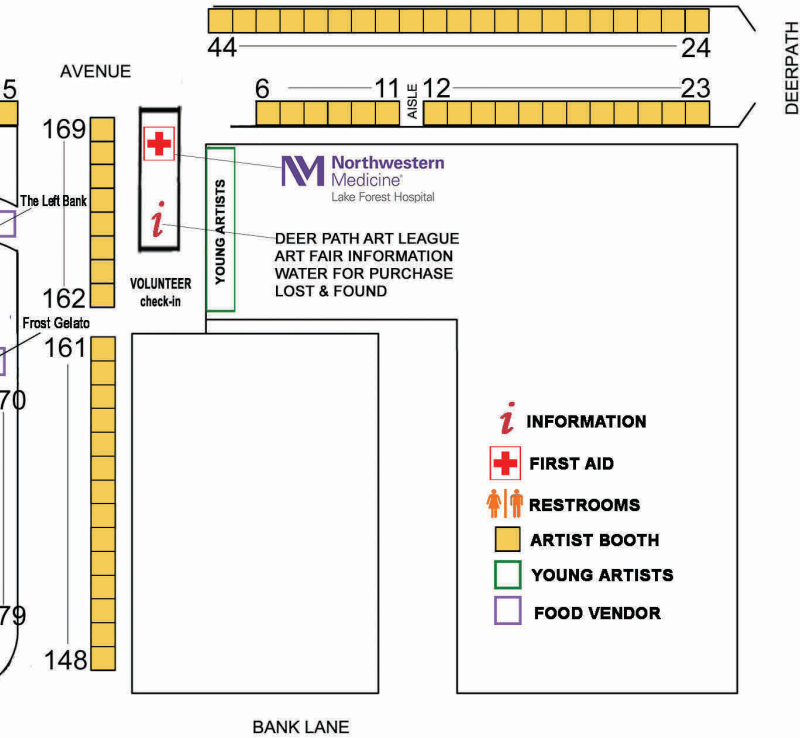 44
24
DEERPATH
AVENUE
5
6
11
AISLE
12
23
169
NM Northwestern
Medicine®
Lake Forest Hospital
The Left Bank
YOUNG ARTISTS
i
DEER PATH ART LEAGUE
ART FAIR INFORMATION
WATER FOR PURCHASE
LOST & FOUND
VOLUNTEER
check-in
162
Frost Gelato
161
70
i INFORMATION
FIRST AID
RESTROOMS
ARTIST BOOTH
YOUNG ARTISTS
FOOD VENDOR
79
148
BANK LANE